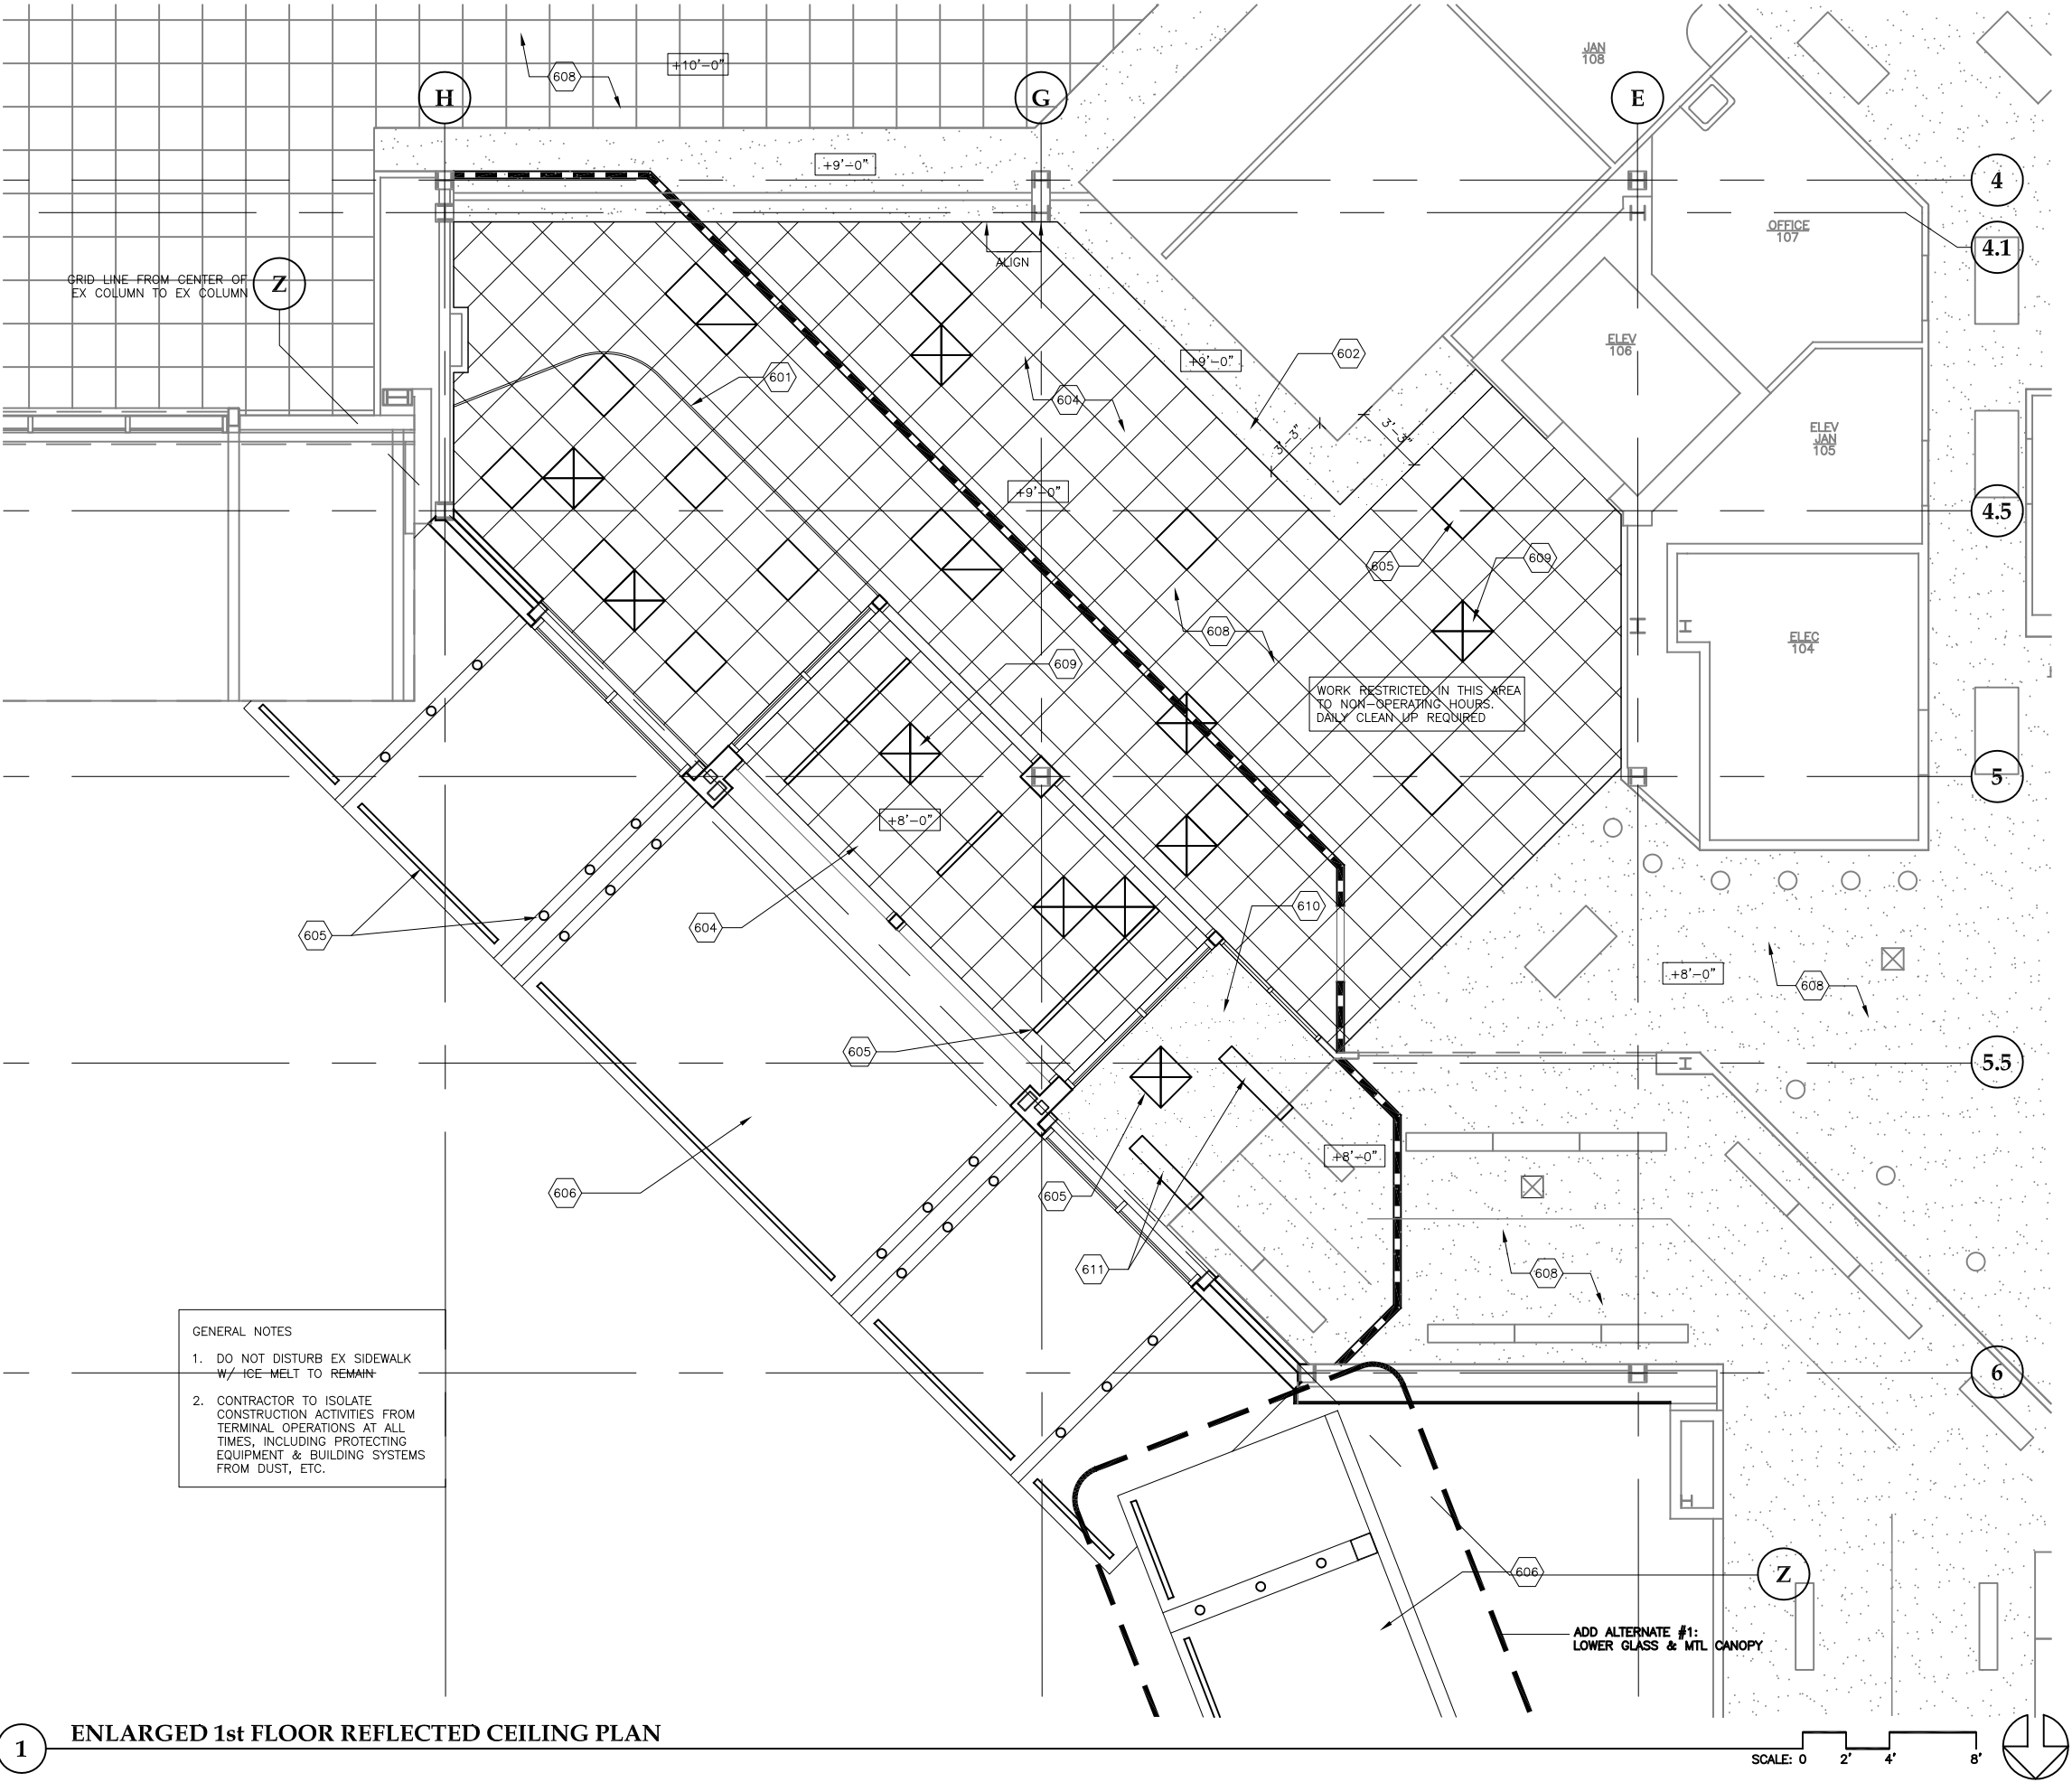 JAN
108
608
+10'-0"
H
G
E
+9'-0"
4
OFFICE
107
4.1
ALIGN
GRID LINE FROM CENTER OF
EX COLUMN TO EX COLUMN
Z
601
+9'-0"
602
ELEV
106
604
3'-3"
3'-3"
ELEV
JAN
105
+9'-0"
4.5
605
609
608
ELEC
104
609
WORK RESTRICTED IN THIS AREA
TO NON-OPERATING HOURS.
DAILY CLEAN UP REQUIRED
5
+8'-0"
605
604
610
+8'-0"
608
605
5.5
606
605
+8'-0"
611
608
GENERAL NOTES
1. DO NOT DISTURB EX SIDEWALK
W/ ICE MELT TO REMAIN
2. CONTRACTOR TO ISOLATE
CONSTRUCTION ACTIVITIES FROM
TERMINAL OPERATIONS AT ALL
TIMES, INCLUDING PROTECTING
EQUIPMENT & BUILDING SYSTEMS
FROM DUST, ETC.
6
606
Z
ADD ALTERNATE #1:
LOWER GLASS & MTL CANOPY
1
ENLARGED 1st FLOOR REFLECTED CEILING PLAN
SCALE: 0 2' 4' 8'